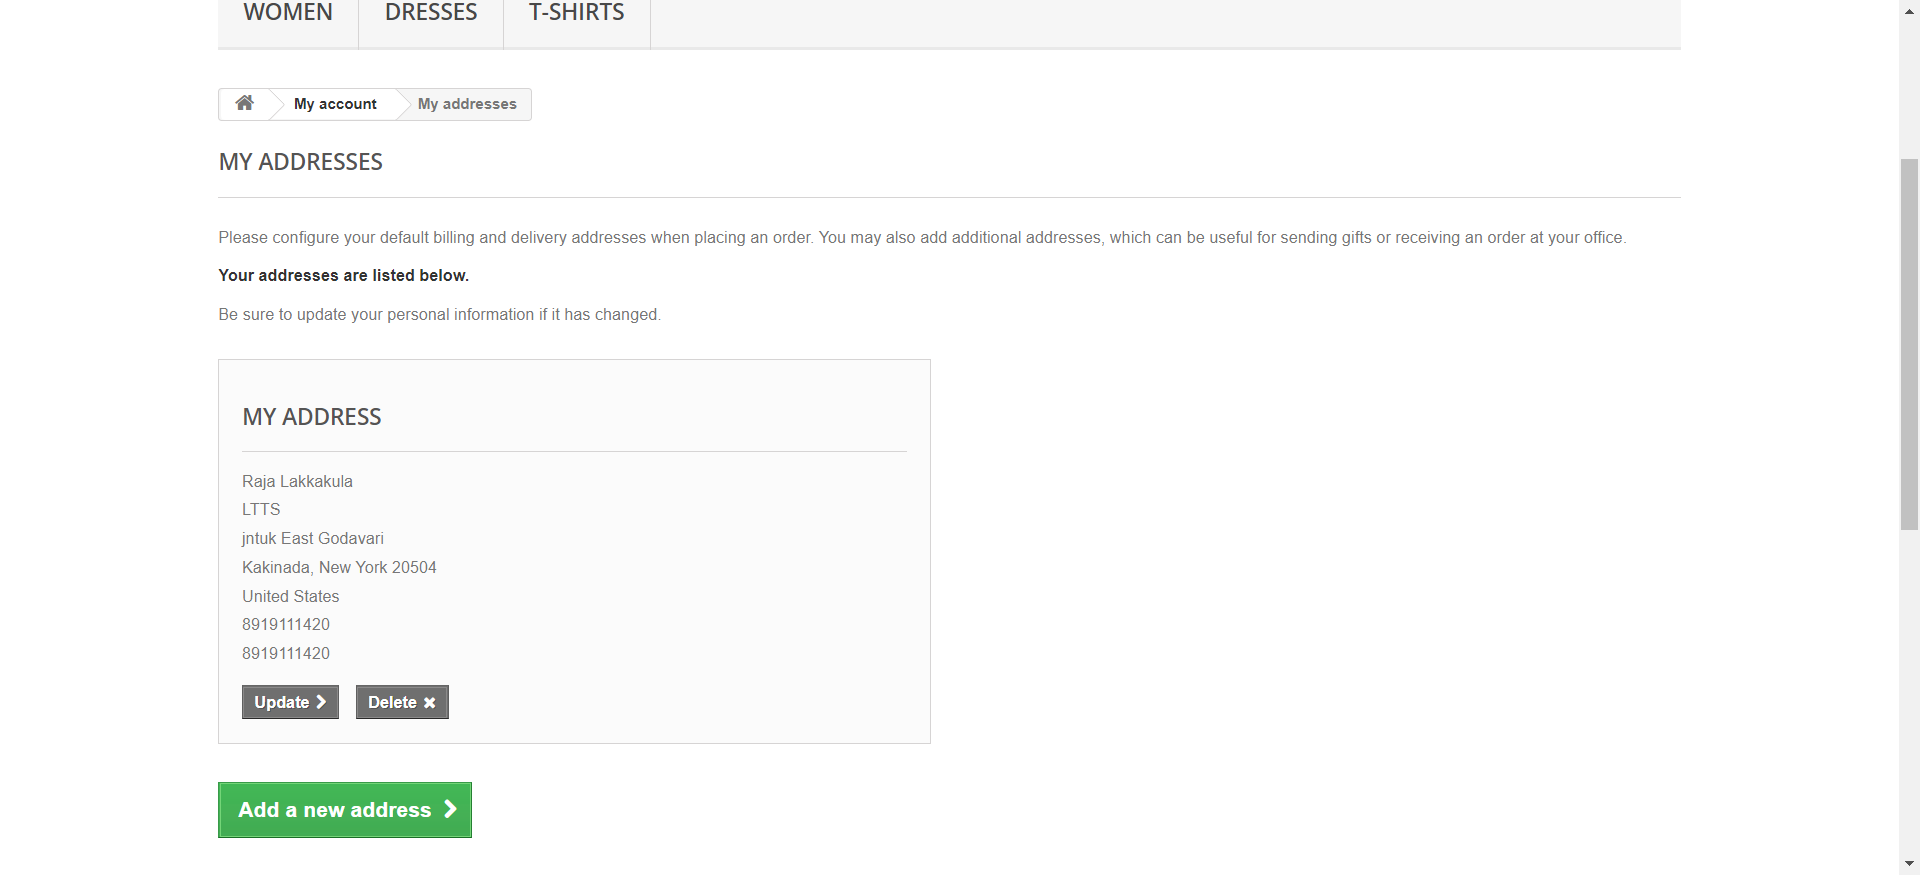 WOMEN DRESSES T-SHIRTS
My account My addresses
MY ADDRESSES
Please configure your default billing and delivery addresses when placing an order. You may also add additional addresses, which can be useful for sending gifts or receiving an order at your office.
Your addresses are listed below.
Be sure to update your personal information if it has changed.
MY ADDRESS
Raja Lakkakula
LTTS
jntuk East Godavari
Kakinada, New York 20504
United States
8919111420
8919111420
Update Delete
Add a new address